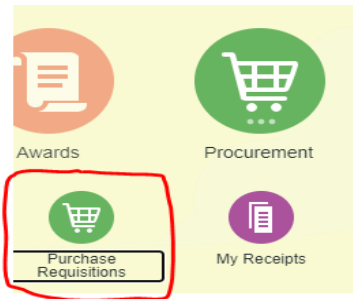 Awards
Procurement
Purchase
Requisitions
My Receipts